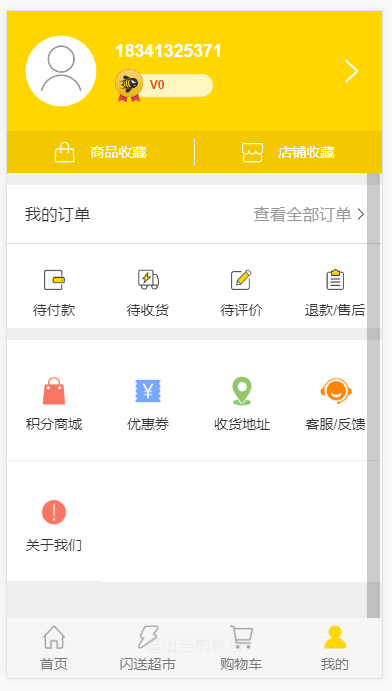 18341325371
V0
商品收藏 店铺收藏
我的订单 查看全部订单
待付款 待收货 待评价 退款/售后
积分商城 优惠券 收货地址 客服/反馈
关于我们
退出当前帐号
首页 闪送超市 购物车 我的